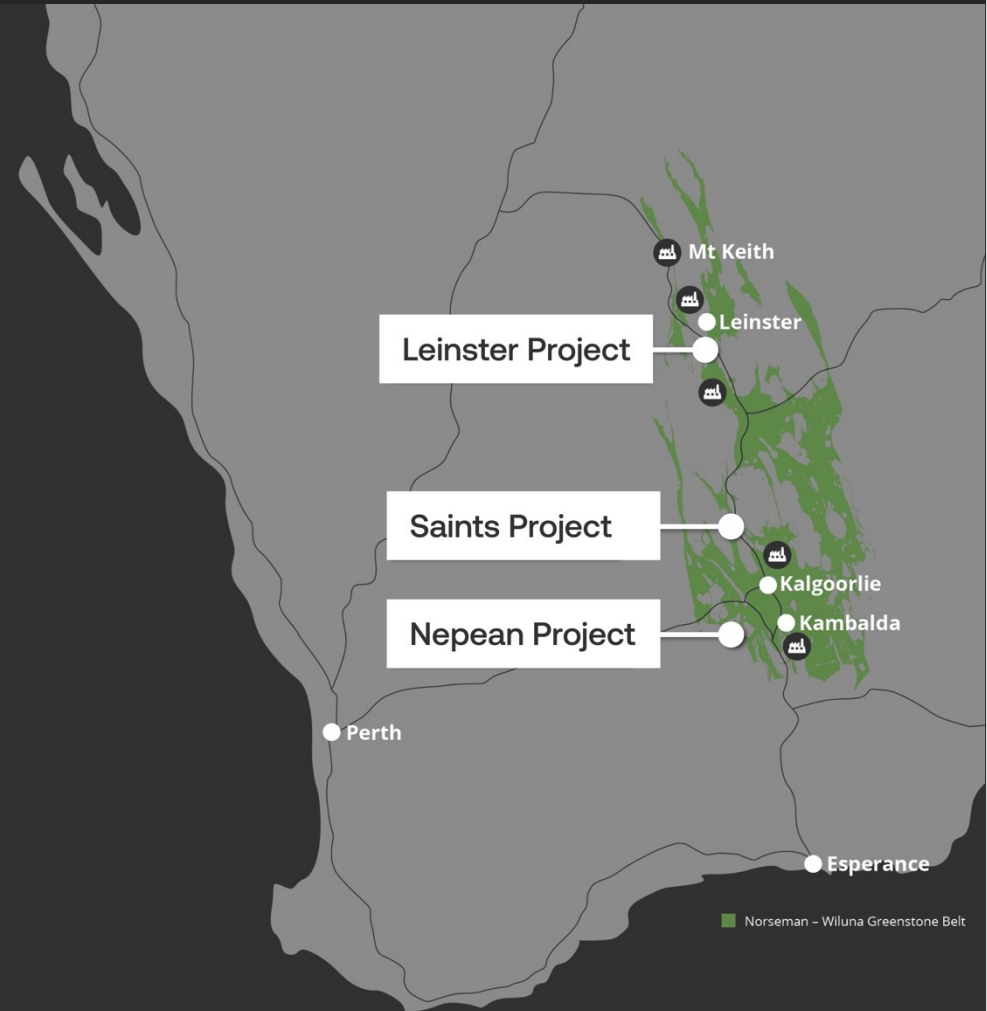 Mt Keith
Leinster
Leinster Project
Saints Project
Kalgoorlie
Kambalda
Nepean Project
Perth
Esperance
Norseman – Wiluna Greenstone Belt